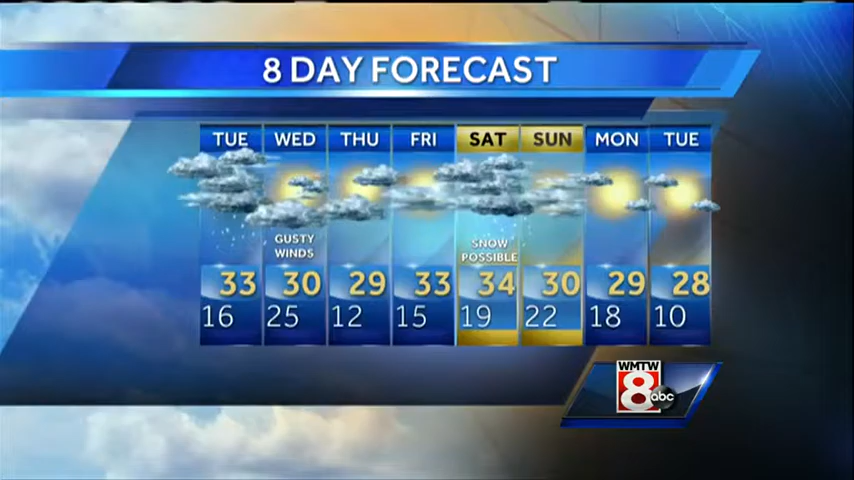 8 DAY FORECAST
TUE WED THU FRI SAT SUN MON TUE
GUSTY
WINDS
SNOW
POSSIBLE
33 30 29 33 34 30 29 28
16 25 12 15 19 22 18 10
WMTW
8 abc